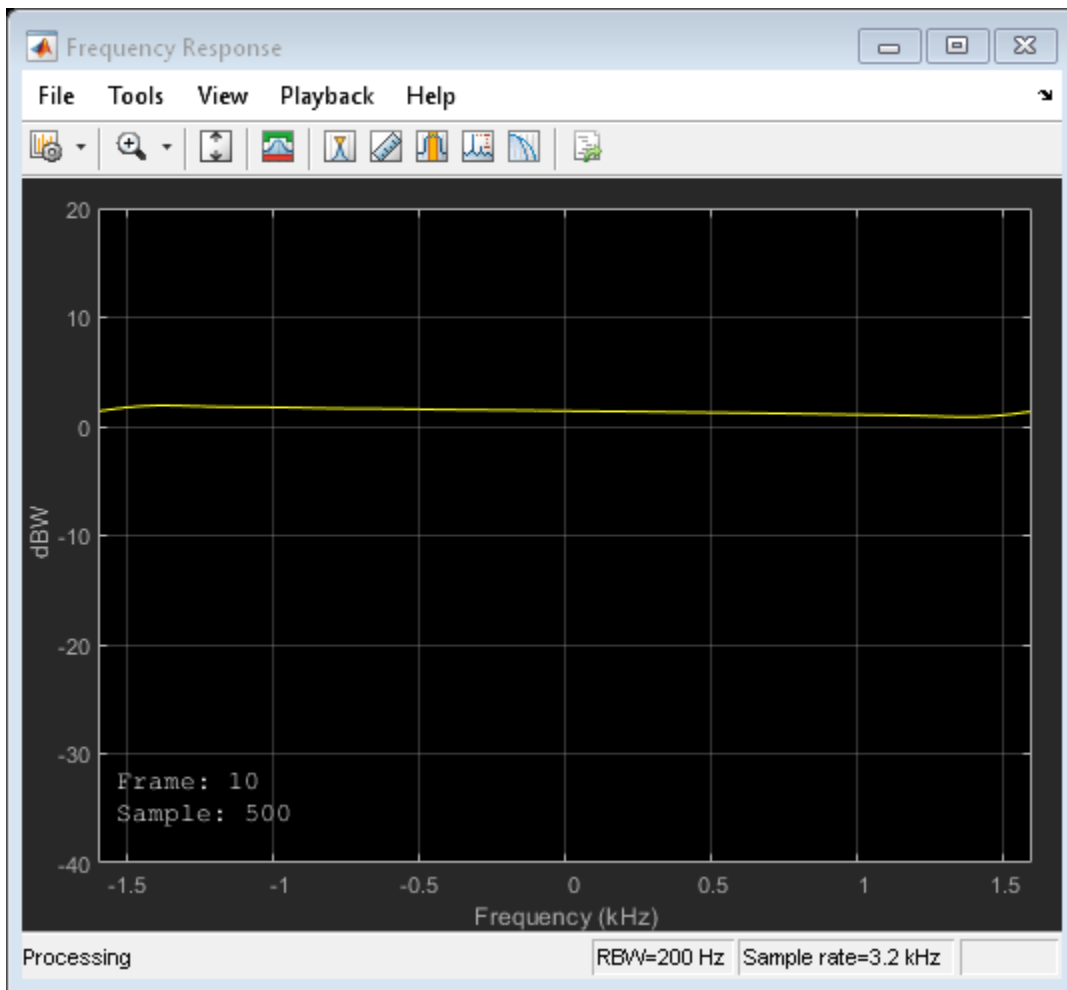 Frequency Response
File Tools View Playback Help
20
10
0
-10
-20
-30
-40
dBW
Frame: 10
Sample: 500
-1.5 -1 -0.5 0 0.5 1 1.5
Frequency (kHz)
Processing RBW=200 Hz Sample rate=3.2 kHz